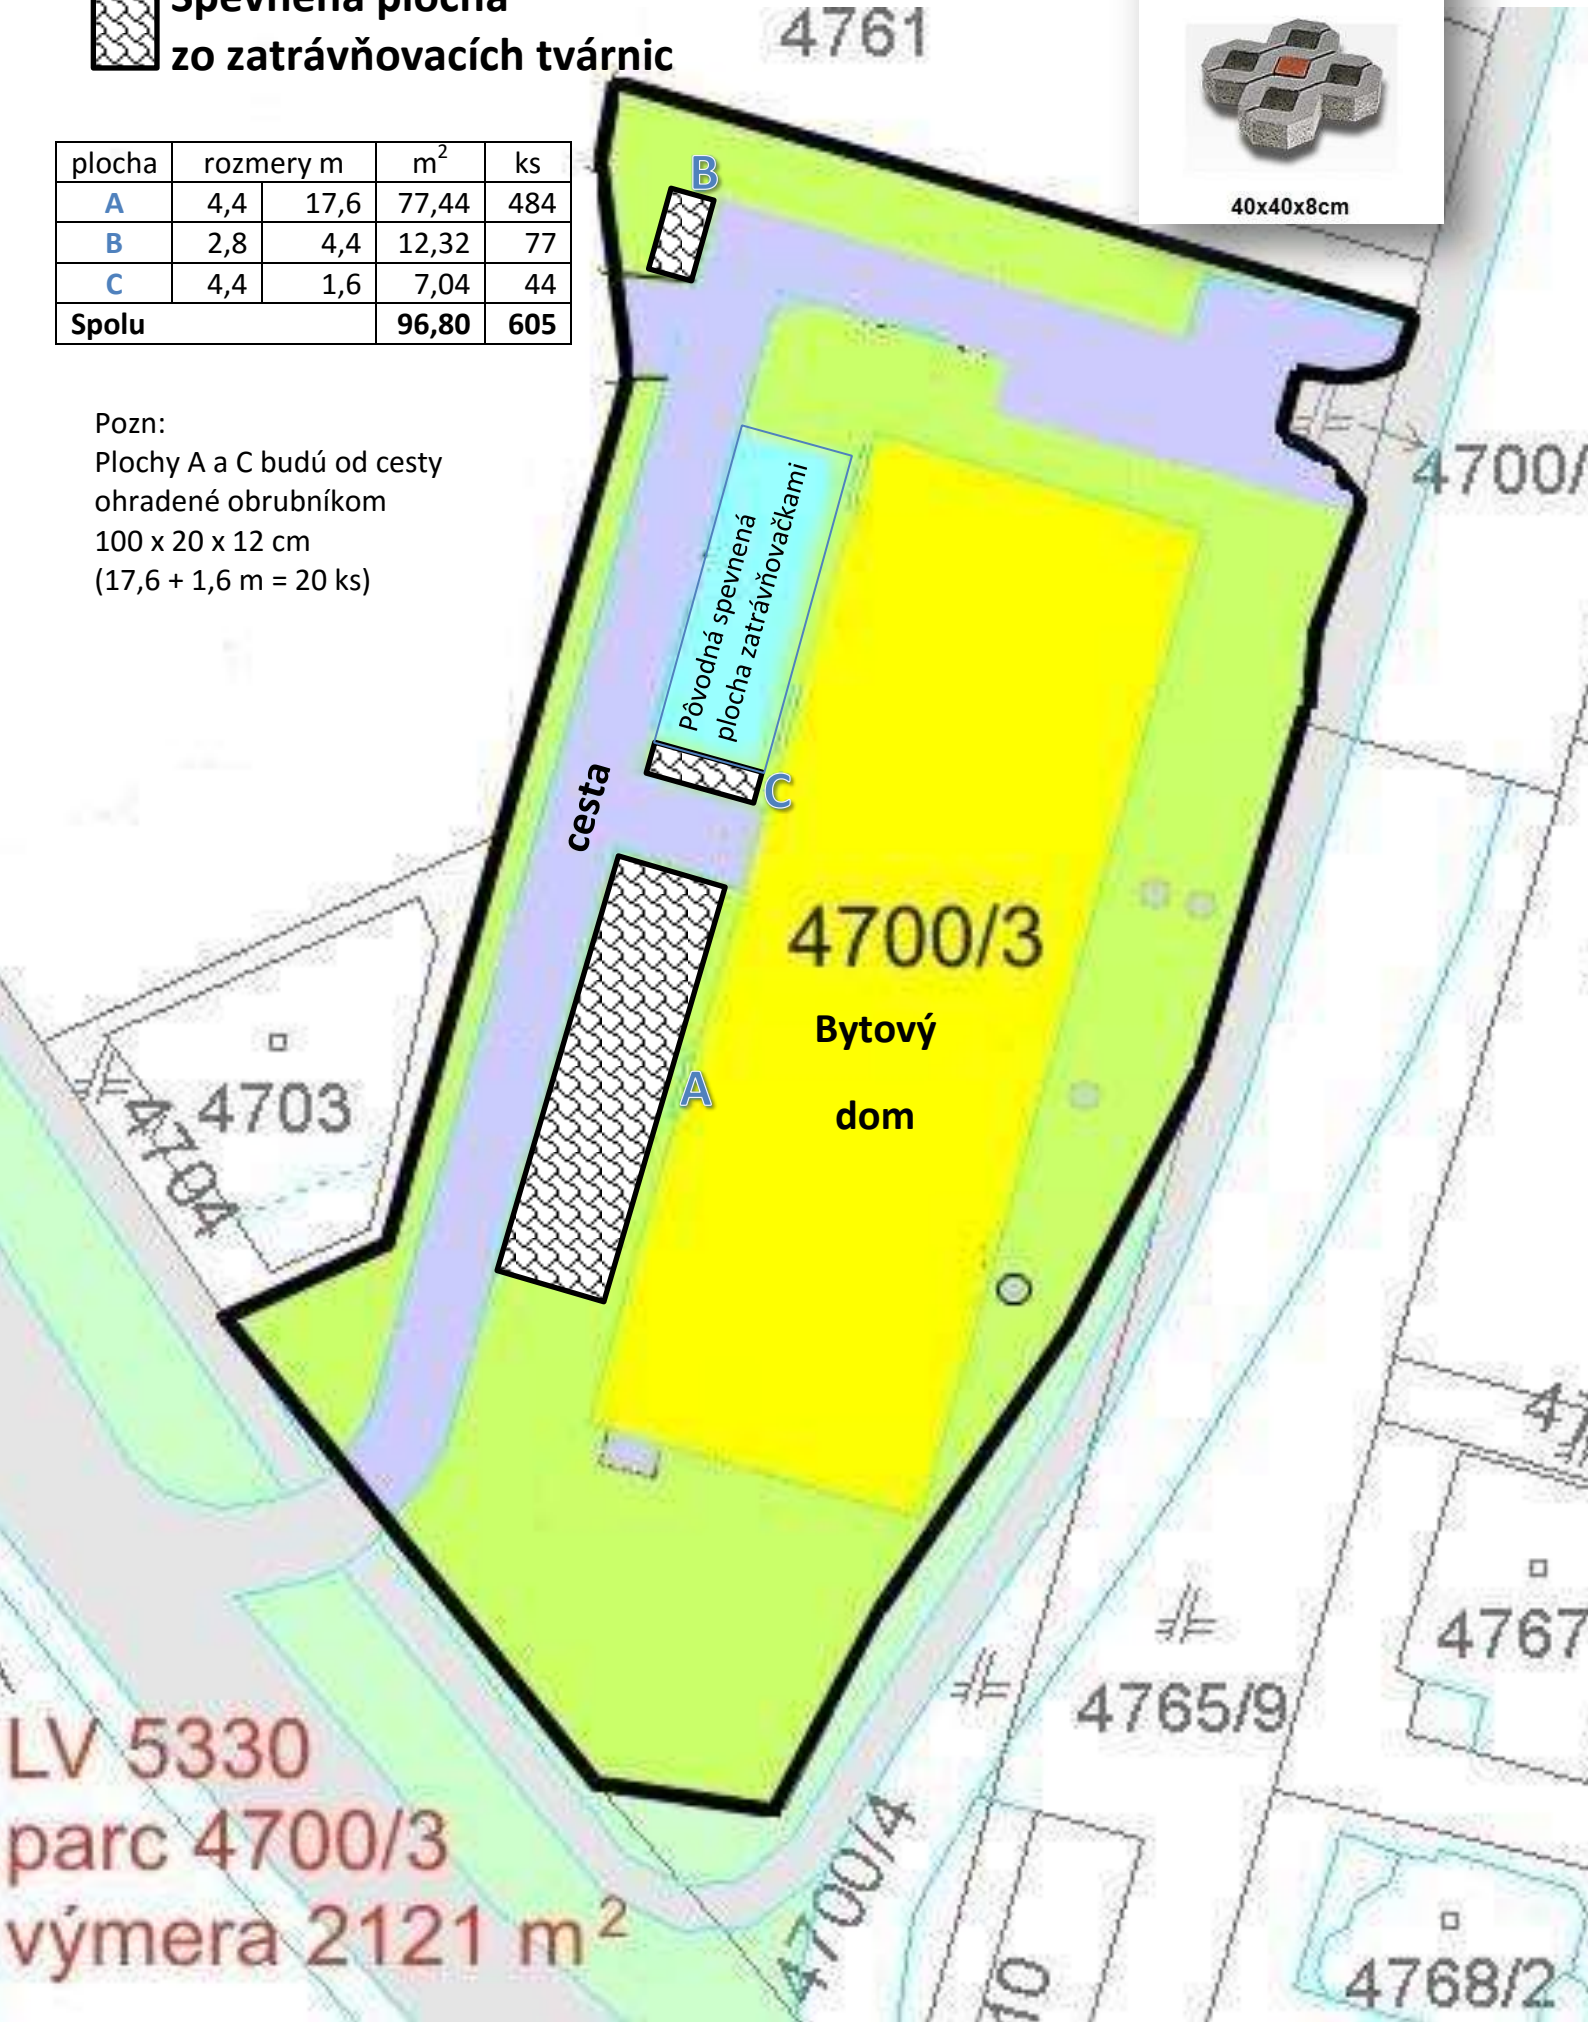 Spevnená plocha
zo zatrávňovacích tvárnic
4761
40x40x8cm
plocha rozmery m m² ks
A 4,4 17,6 77,44 484
B 2,8 4,4 12,32 77
C 4,4 1,6 7,04 44
Spolu 96,80 605
Pozn:
Plochy A a C budú od cesty
ohradené obrubníkom
100 x 20 x 12 cm
(17,6 + 1,6 m = 20 ks)
B
4700/
Pôvodná spevnená
plocha zatrávňovačkami
cesta
C
4700/3
Bytový
dom
A
4703
4704
47
4767
4765/9
LV 5330
parc 4700/3
výmera 2121 m²
4700/4
10
4768/2